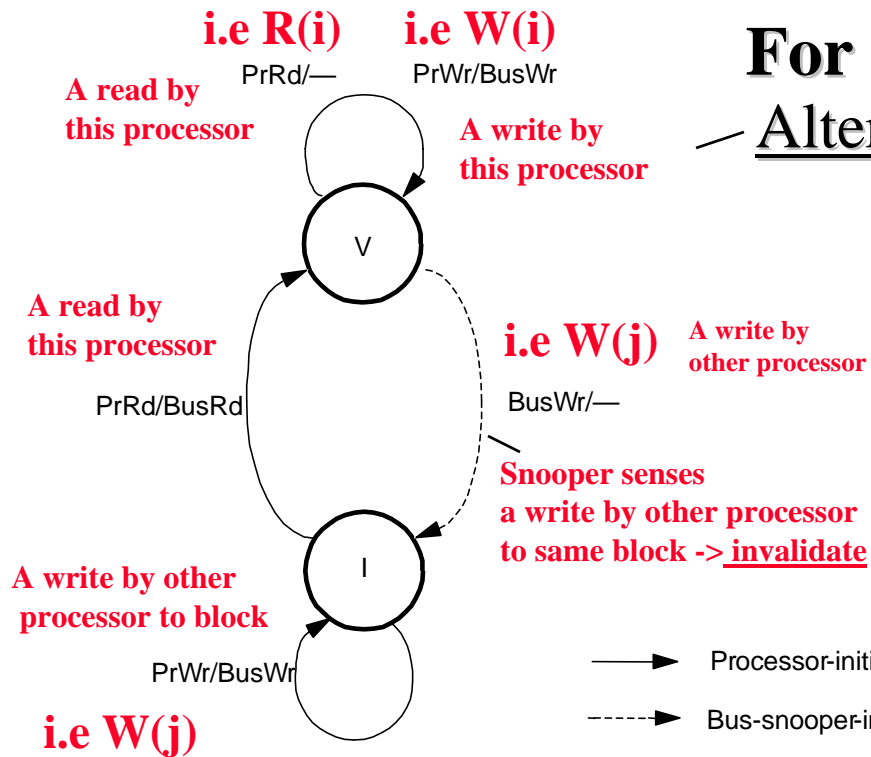 i.e R(i) i.e W(i)
For
PrRd/— PrWr/BusWr
Alter
A read by
this processor
A write by
this processor
V
A read by
this processor
i.e W(j)
A write by
other processor
PrRd/BusRd
BusWr/—
Snooper senses
a write by other processor
to same block -> invalidate
I
A write by other
processor to block
PrWr/BusWr
Processor-initi
i.e W(j)
Bus-snooper-in